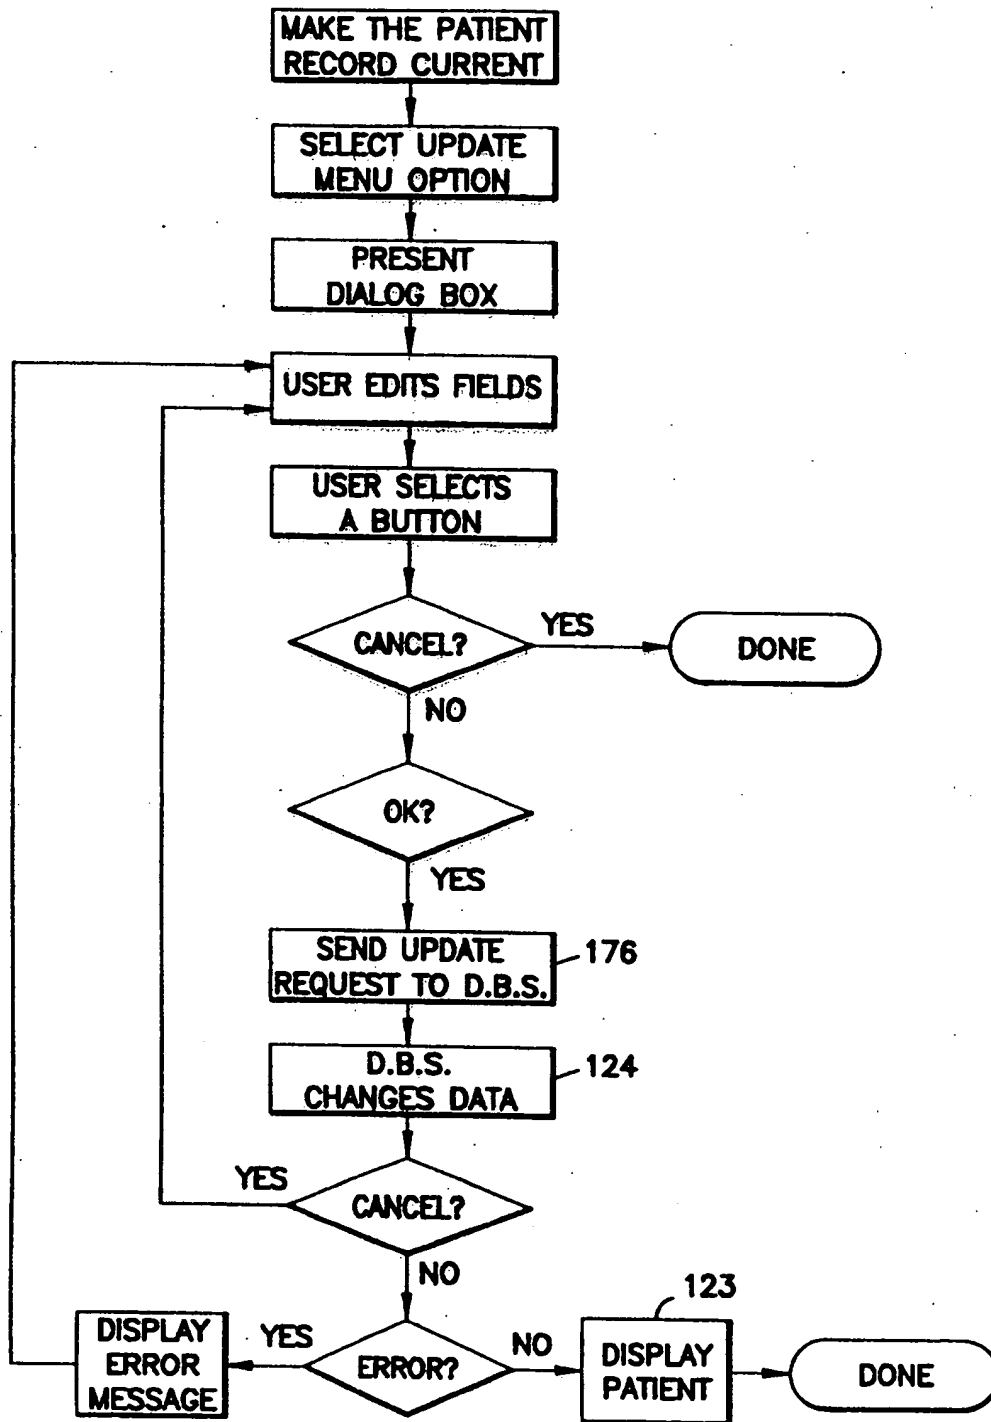 MAKE THE PATIENT
RECORD CURRENT
SELECT UPDATE
MENU OPTION
PRESENT
DIALOG BOX
USER EDITS FIELDS
USER SELECTS
A BUTTON
CANCEL?
YES
DONE
NO
OK?
YES
SEND UPDATE
REQUEST TO D.B.S.
176
D.B.S.
CHANGES DATA
124
YES
CANCEL?
NO
123
DISPLAY
ERROR
MESSAGE
YES
ERROR?
NO
DISPLAY
PATIENT
DONE